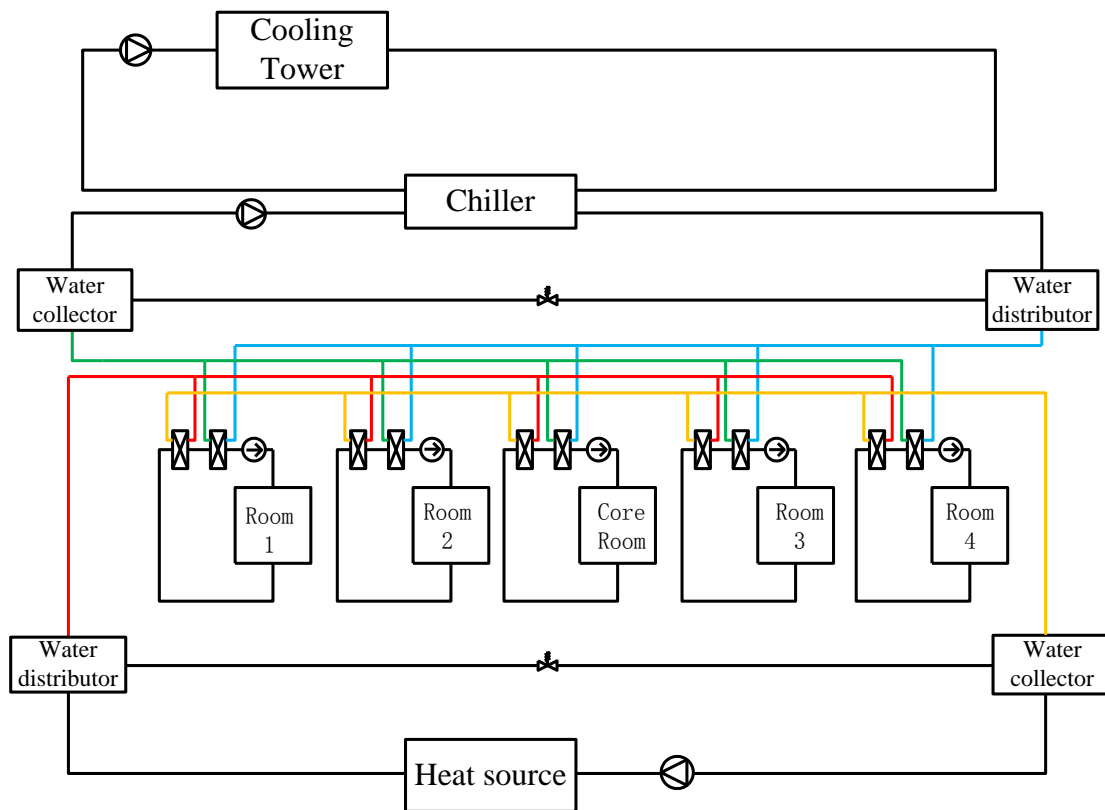 Cooling
Tower
Chiller
Water
collector
Water
distributor
Room
1
Room
2
Core
Room
Room
3
Room
4
Water
distributor
Water
collector
Heat source